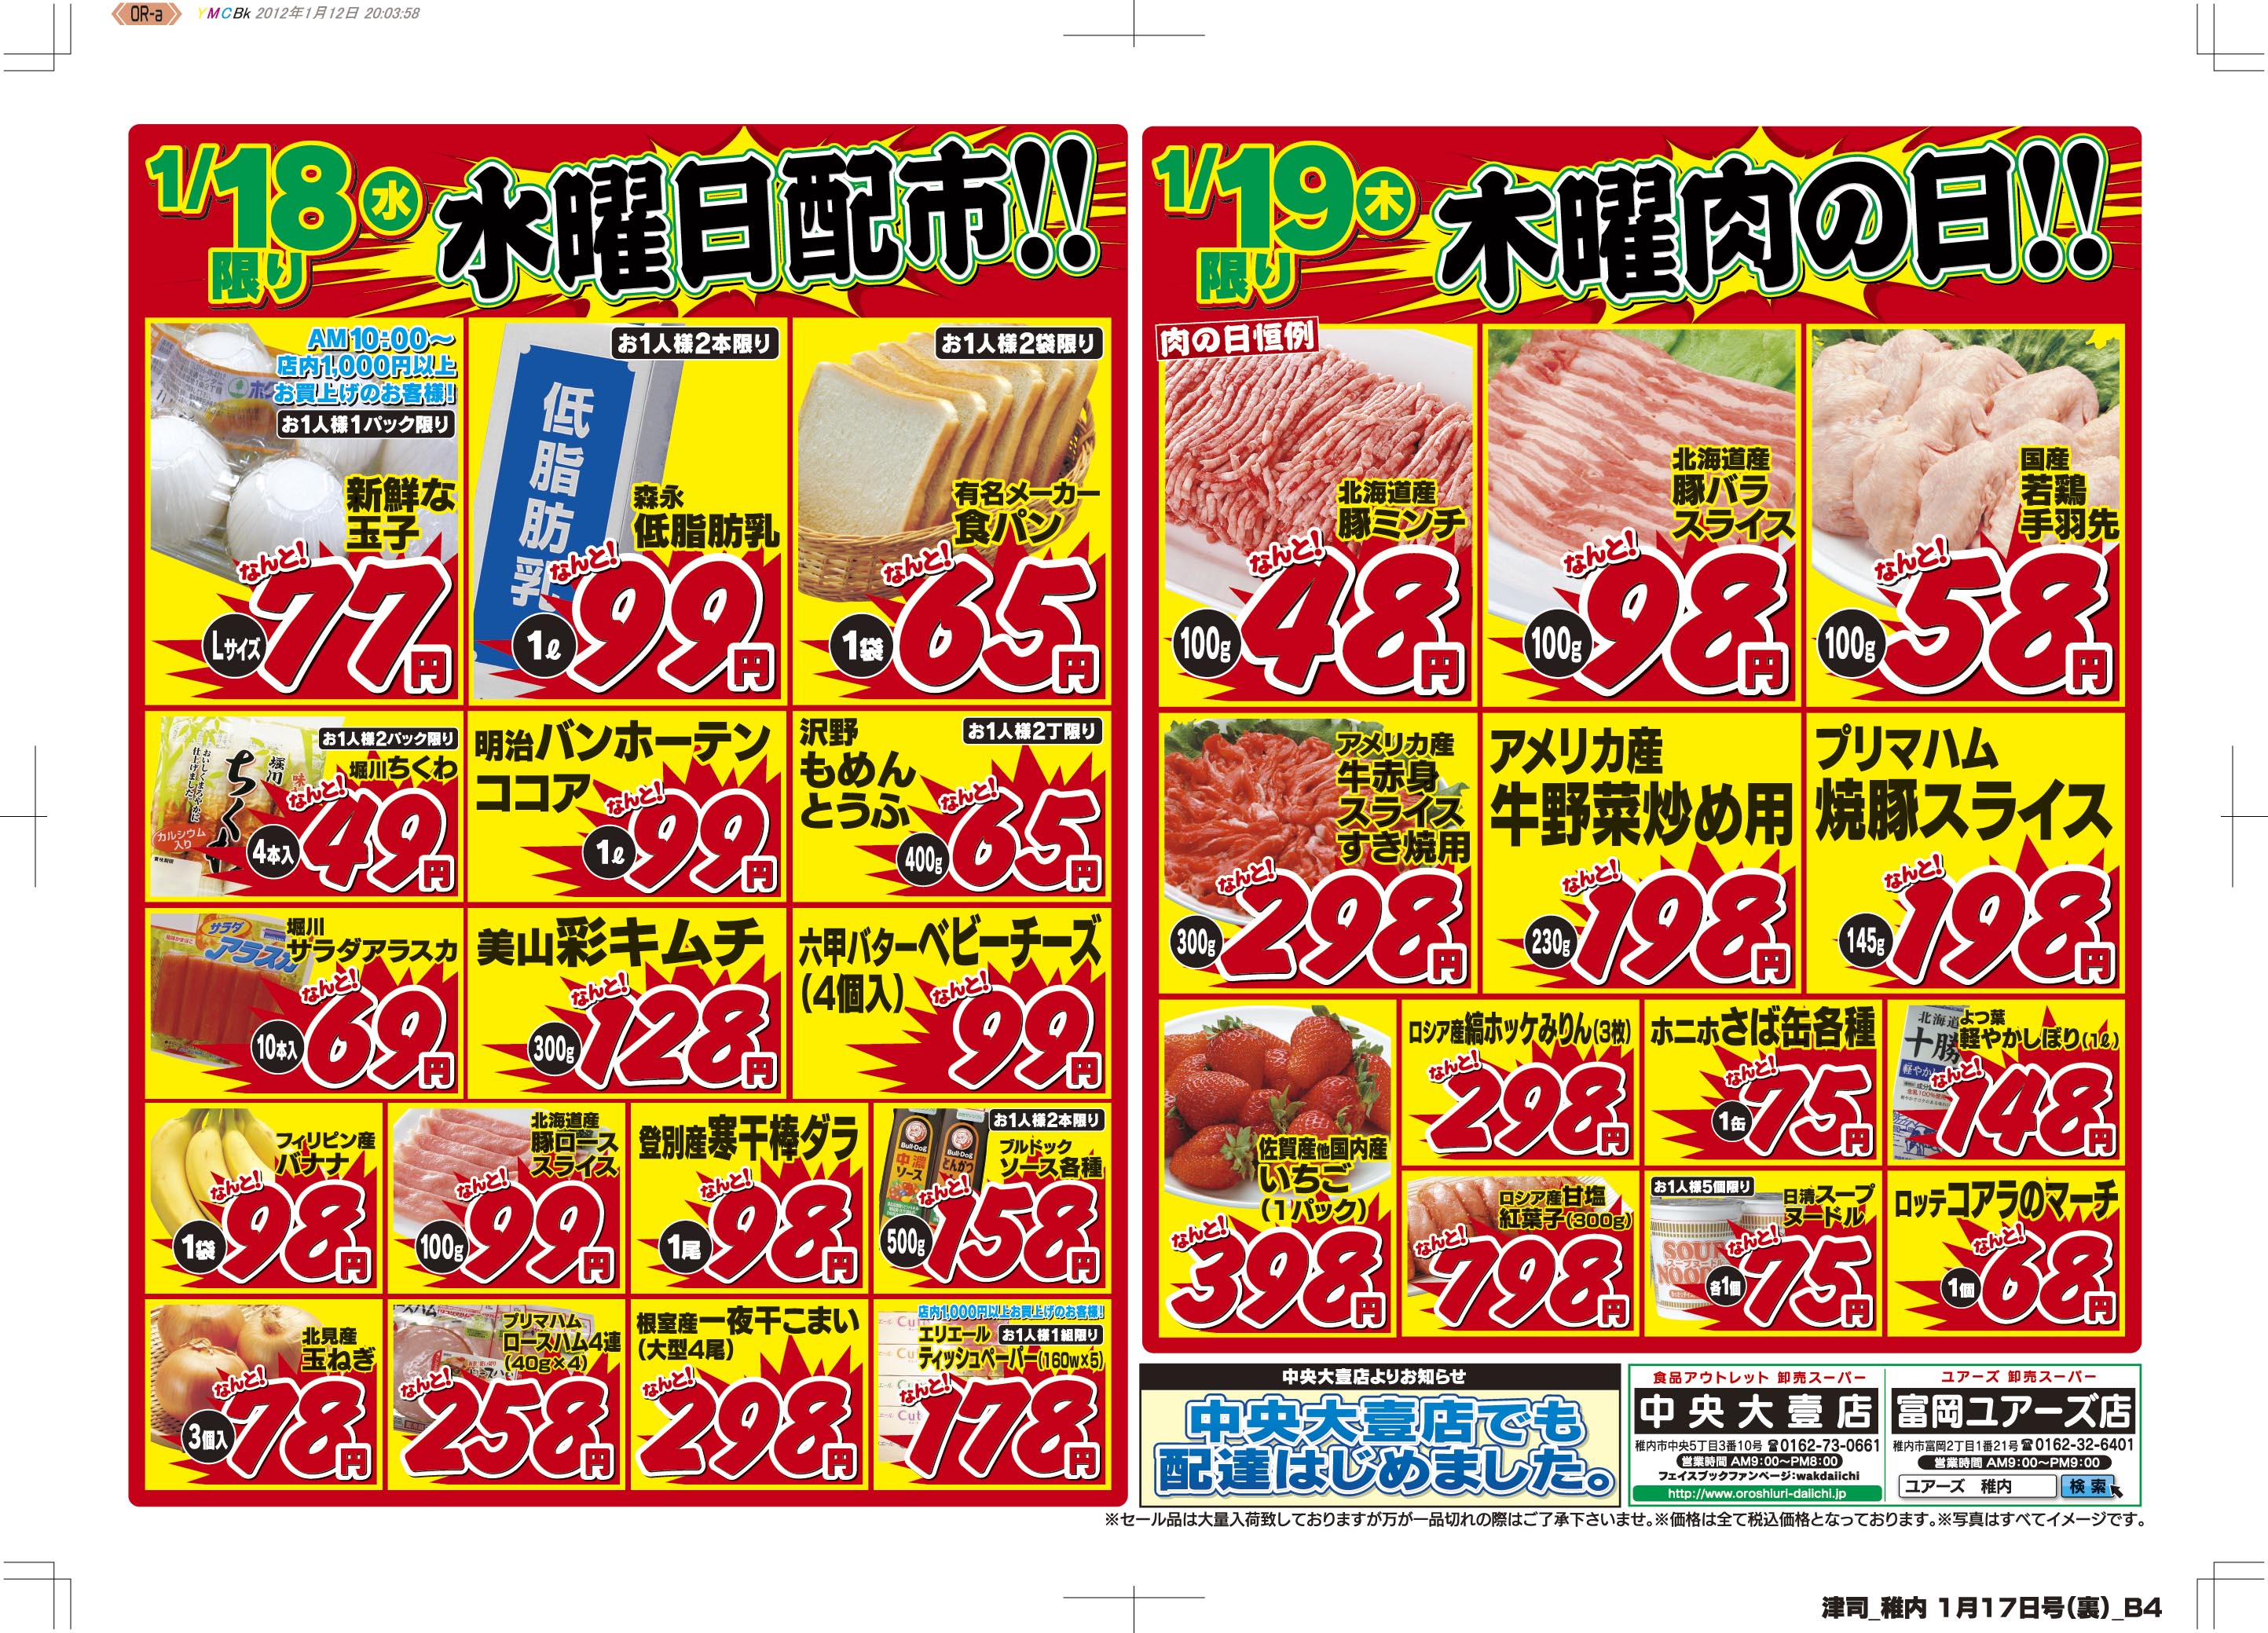 OR-a
YMCBk 2012年1月12日 20:03:58
1/18 水
限り
水曜日配市!!
AM10:00～
店内1,000円以上
お買上げのお客様!
お1人様1パック限り
新鮮な
玉子
なんと!
Lサイズ
77円
お1人様2本限り
低脂肪乳
森永
低脂肪乳
なんと!
1ℓ
99円
お1人様2袋限り
有名メーカー
食パン
なんと!
1袋
65円
お1人様2パック限り
堀川ちくわ
なんと!
4本入
49円
明治バンホーテン
ココア
なんと!
1ℓ
99円
お1人様2丁限り
沢野
もめん
とうふ
なんと!
400g
65円
サラダ
アラスカ
堀川
サラダアラスカ
なんと!
10本入
69円
美山彩キムチ
なんと!
300g
128円
六甲バターベビーチーズ
(4個入)
なんと!
99円
フィリピン産
バナナ
なんと!
1袋
98円
北海道産
豚ロース
スライス
なんと!
100g
99円
登別産寒干棒ダラ
なんと!
1尾
98円
お1人様2本限り
Bull-Dog
中濃
ソース
Bull-Dog
とんかつ
ブルドック
ソース各種
なんと!
500g
158円
北見産
玉ねぎ
なんと!
3個入
78円
プリマハム
ロースハム4連
(40g×4)
なんと!
258円
根室産一夜干こまい
(大型4尾)
なんと!
298円
店内1,000円以上お買上げのお客様!
エリエール お1人様1組限り
ティッシュペーパー(160w×5)
なんと!
178円
1/19 木
限り
木曜肉の日!!
肉の日恒例
北海道産
豚ミンチ
なんと!
100g
48円
北海道産
豚バラ
スライス
なんと!
100g
98円
国産
若鶏
手羽先
なんと!
100g
58円
アメリカ産
牛赤身
スライス
すき焼用
なんと!
300g
298円
アメリカ産
牛野菜炒め用
なんと!
230g
198円
プリマハム
焼豚スライス
なんと!
145g
198円
佐賀産他国内産
いちご
(1パック)
なんと!
398円
ロシア産縞ホッケみりん(3枚)
なんと!
298円
ホニホさば缶各種
なんと!
1缶
75円
北海道
十勝
よつ葉
軽やかしぼり(1ℓ)
なんと!
148円
ロシア産甘塩
紅葉子(300g)
なんと!
798円
お1人様5個限り
日清スープ
ヌードル
なんと!
各1個
75円
ロッテコアラのマーチ
なんと!
1個
68円
中央大壹店よりお知らせ
中央大壹店でも
配達はじめました。
食品アウトレット 卸売スーパー
中央大壹店
稚内市中央5丁目3番10号 ☎0162-73-0661
営業時間 AM9:00～PM8:00
フェイスブックファンページ:wakdaiichi
http://www.oroshiuri-daiichi.jp
ユアーズ 卸売スーパー
富岡ユアーズ店
稚内市富岡2丁目1番21号 ☎0162-32-6401
営業時間 AM9:00～PM9:00
ユアーズ 稚内 検索
※セール品は大量入荷致しておりますが万が一品切れの際はご了承下さいませ。※価格は全て税込価格となっております。※写真はすべてイメージです。
津司_稚内 1月17日号(裏)_B4